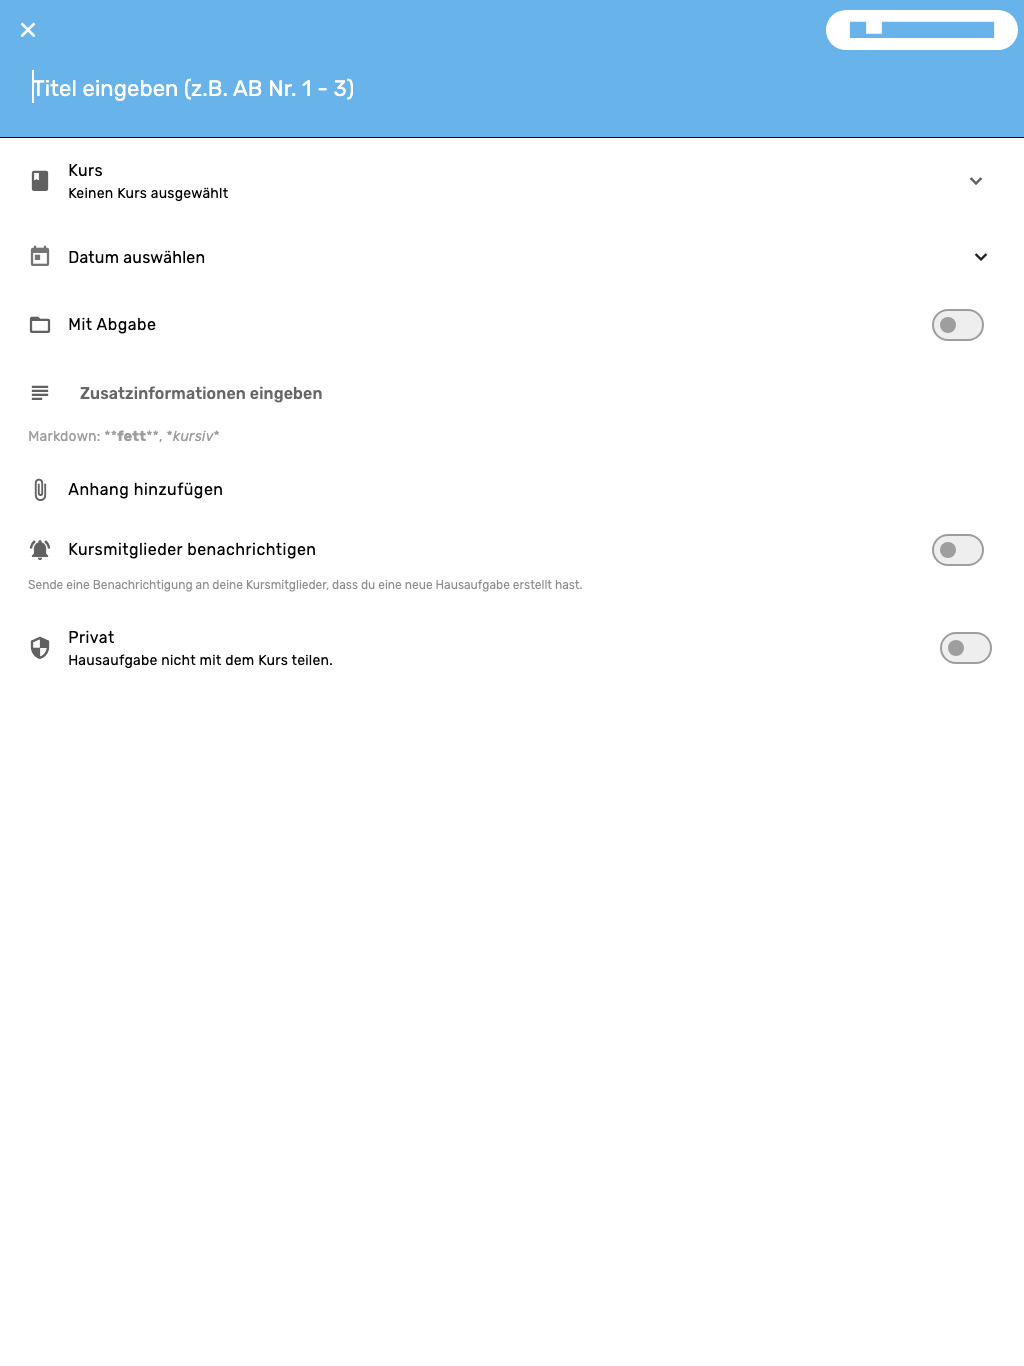 Titel eingeben (z.B. AB Nr. 1 - 3)
Kurs
Keinen Kurs ausgewählt
Datum auswählen
Mit Abgabe
Zusatzinformationen eingeben
Markdown: **fett**, *kursiv*
Anhang hinzufügen
Kursmitglieder benachrichtigen
Sende eine Benachrichtigung an deine Kursmitglieder, dass du eine neue Hausaufgabe erstellt hast.
Privat
Hausaufgabe nicht mit dem Kurs teilen.